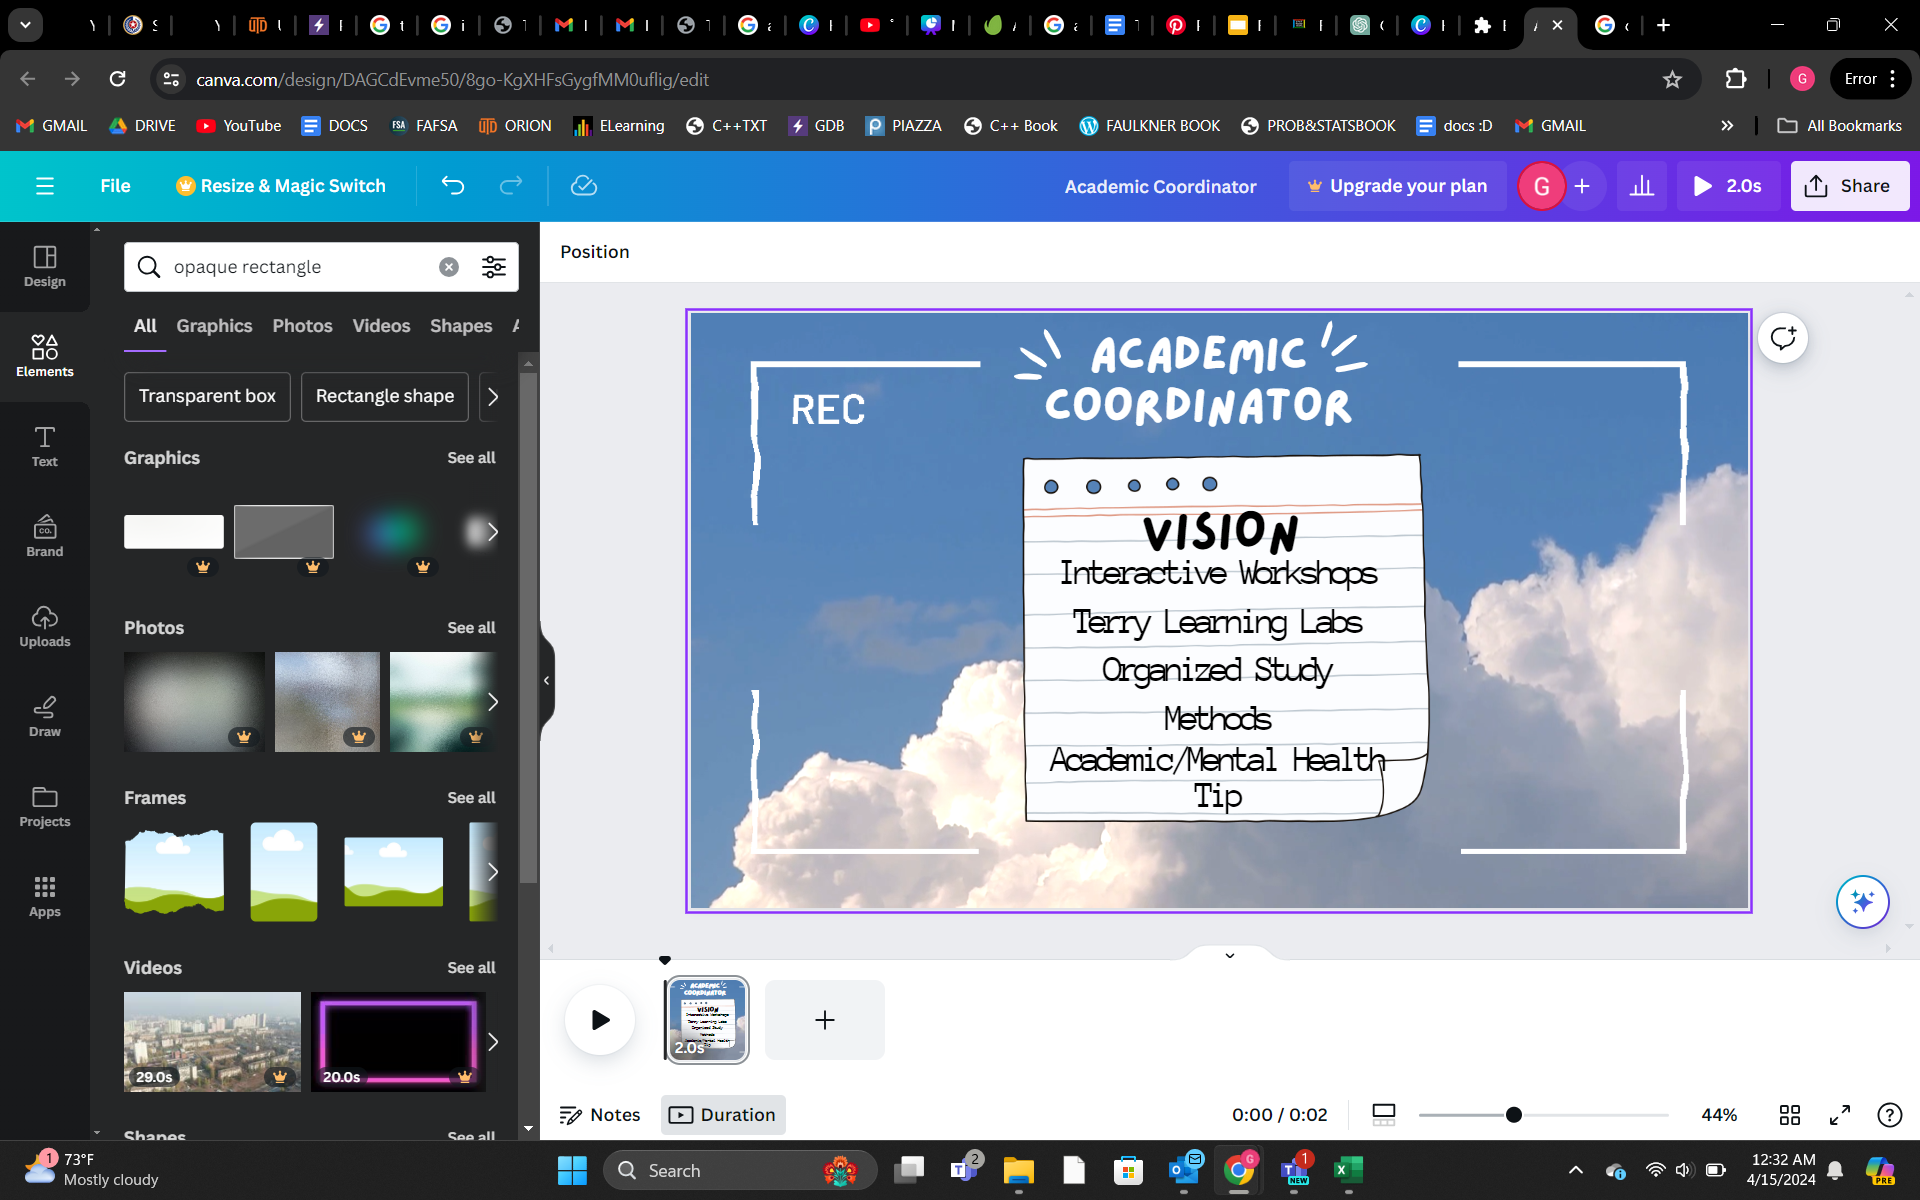 canva.com/design/DAGCdEvme50/8go-KgXHFsGygfMM0uflig/edit
Error
GMAIL DRIVE YouTube DOCS FAFSA ORION ELearning C++TXT GDB PIAZZA C++ Book FAULKNER BOOK PROB&STATSBOOK docs :D GMAIL
All Bookmarks
File Resize & Magic Switch Academic Coordinator Upgrade your plan G 2.0s Share
Design
Elements
Text
Brand
Uploads
Draw
Projects
Apps
opaque rectangle
All Graphics Photos Videos Shapes
Transparent box Rectangle shape
Graphics See all
Photos See all
Frames See all
Videos See all
29.0s 20.0s
Shapes See all
Position
ACADEMIC
COORDINATOR
REC
VISION
Interactive Workshops
Terry Learning Labs
Organized Study
Methods
Academic/Mental Health
Tip
2.0s
Notes Duration 0:00 / 0:02 44%
73°F
Mostly cloudy
Search
12:32 AM
4/15/2024